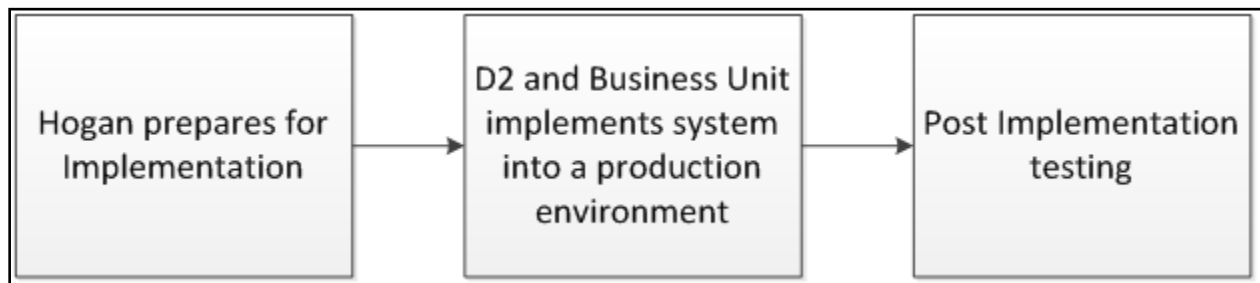 Hogan prepares for
Implementation
D2 and Business Unit
implements system
into a production
environment
Post Implementation
testing